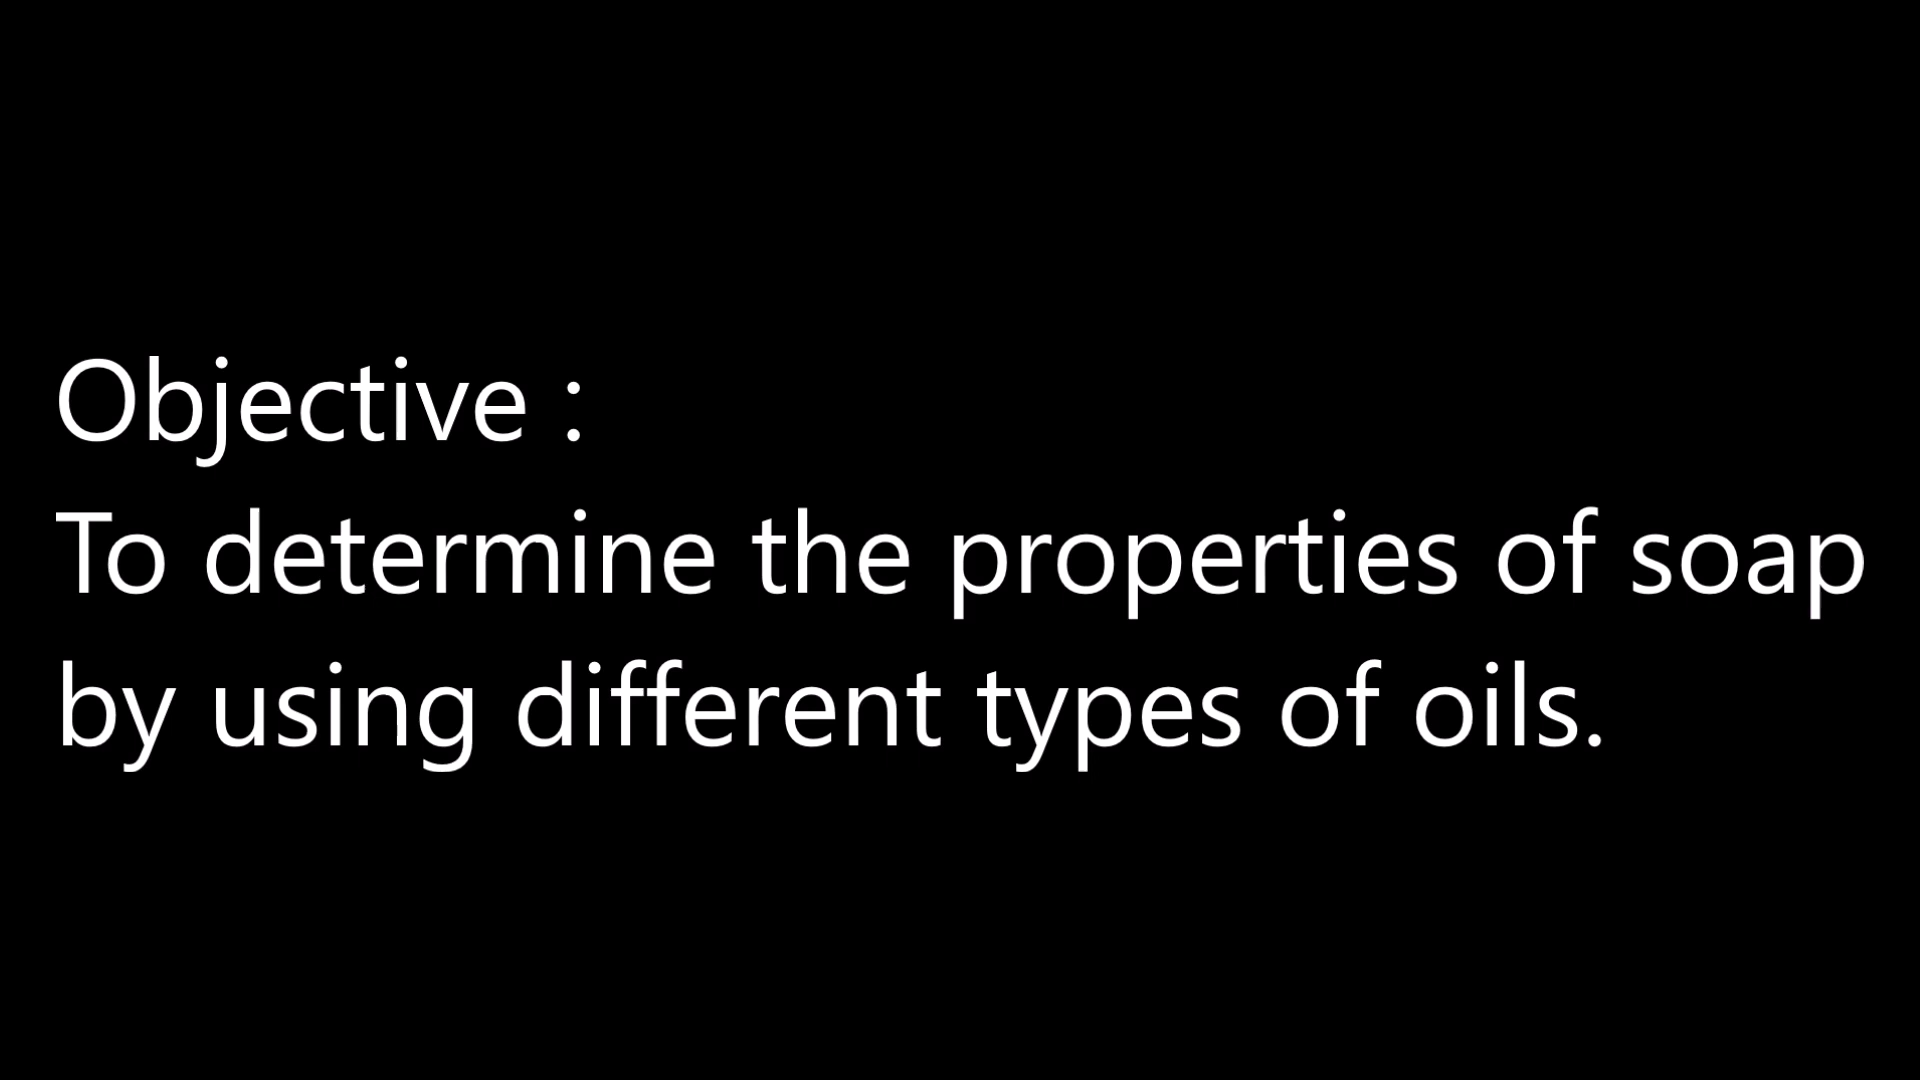 Objective :
To determine the properties of soap
by using different types of oils.